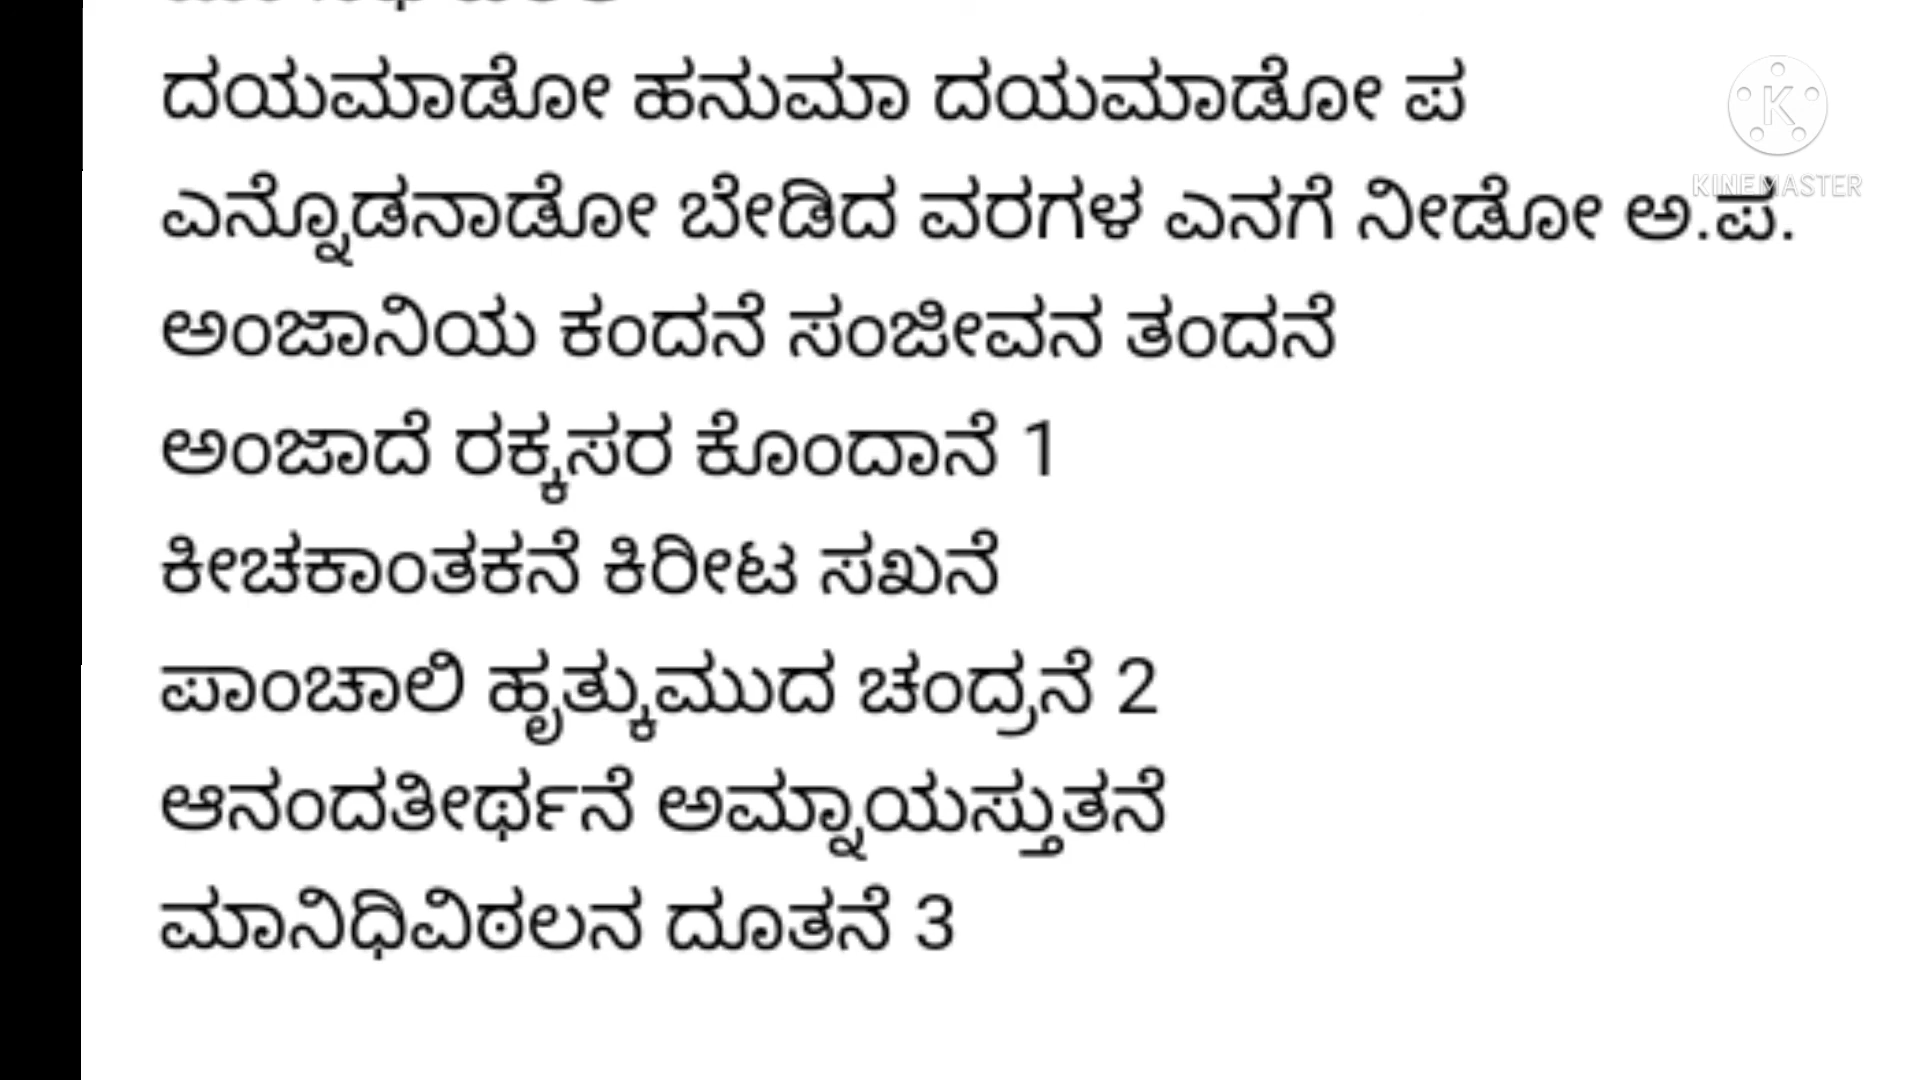 ದಯಮಾಡೋ ಹನುಮಾ ದಯಮಾಡೋ ಪ
ಎನ್ನೊಡನಾಡೋ ಬೇಡಿದ ವರಗಳ ಎನಗೆ ನೀಡೋ ಅ.ಪ.
ಅಂಜಾನಿಯ ಕಂದನೆ ಸಂಜೀವನ ತಂದನೆ
ಅಂಜಾದೆ ರಕ್ಕಸರ ಕೊಂದಾನೆ 1
ಕೀಚಕಾಂತಕನೆ ಕಿರೀಟ ಸಖನೆ
ಪಾಂಚಾಲಿ ಹೃತ್ಕುಮುದ ಚಂದ್ರನೆ 2
ಆನಂದತೀರ್ಥನೆ ಅಮ್ನಾಯಸ್ತುತನೆ
ಮಾನಿಧಿವಿಠಲನ ದೂತನೆ 3
K
KINEMASTER